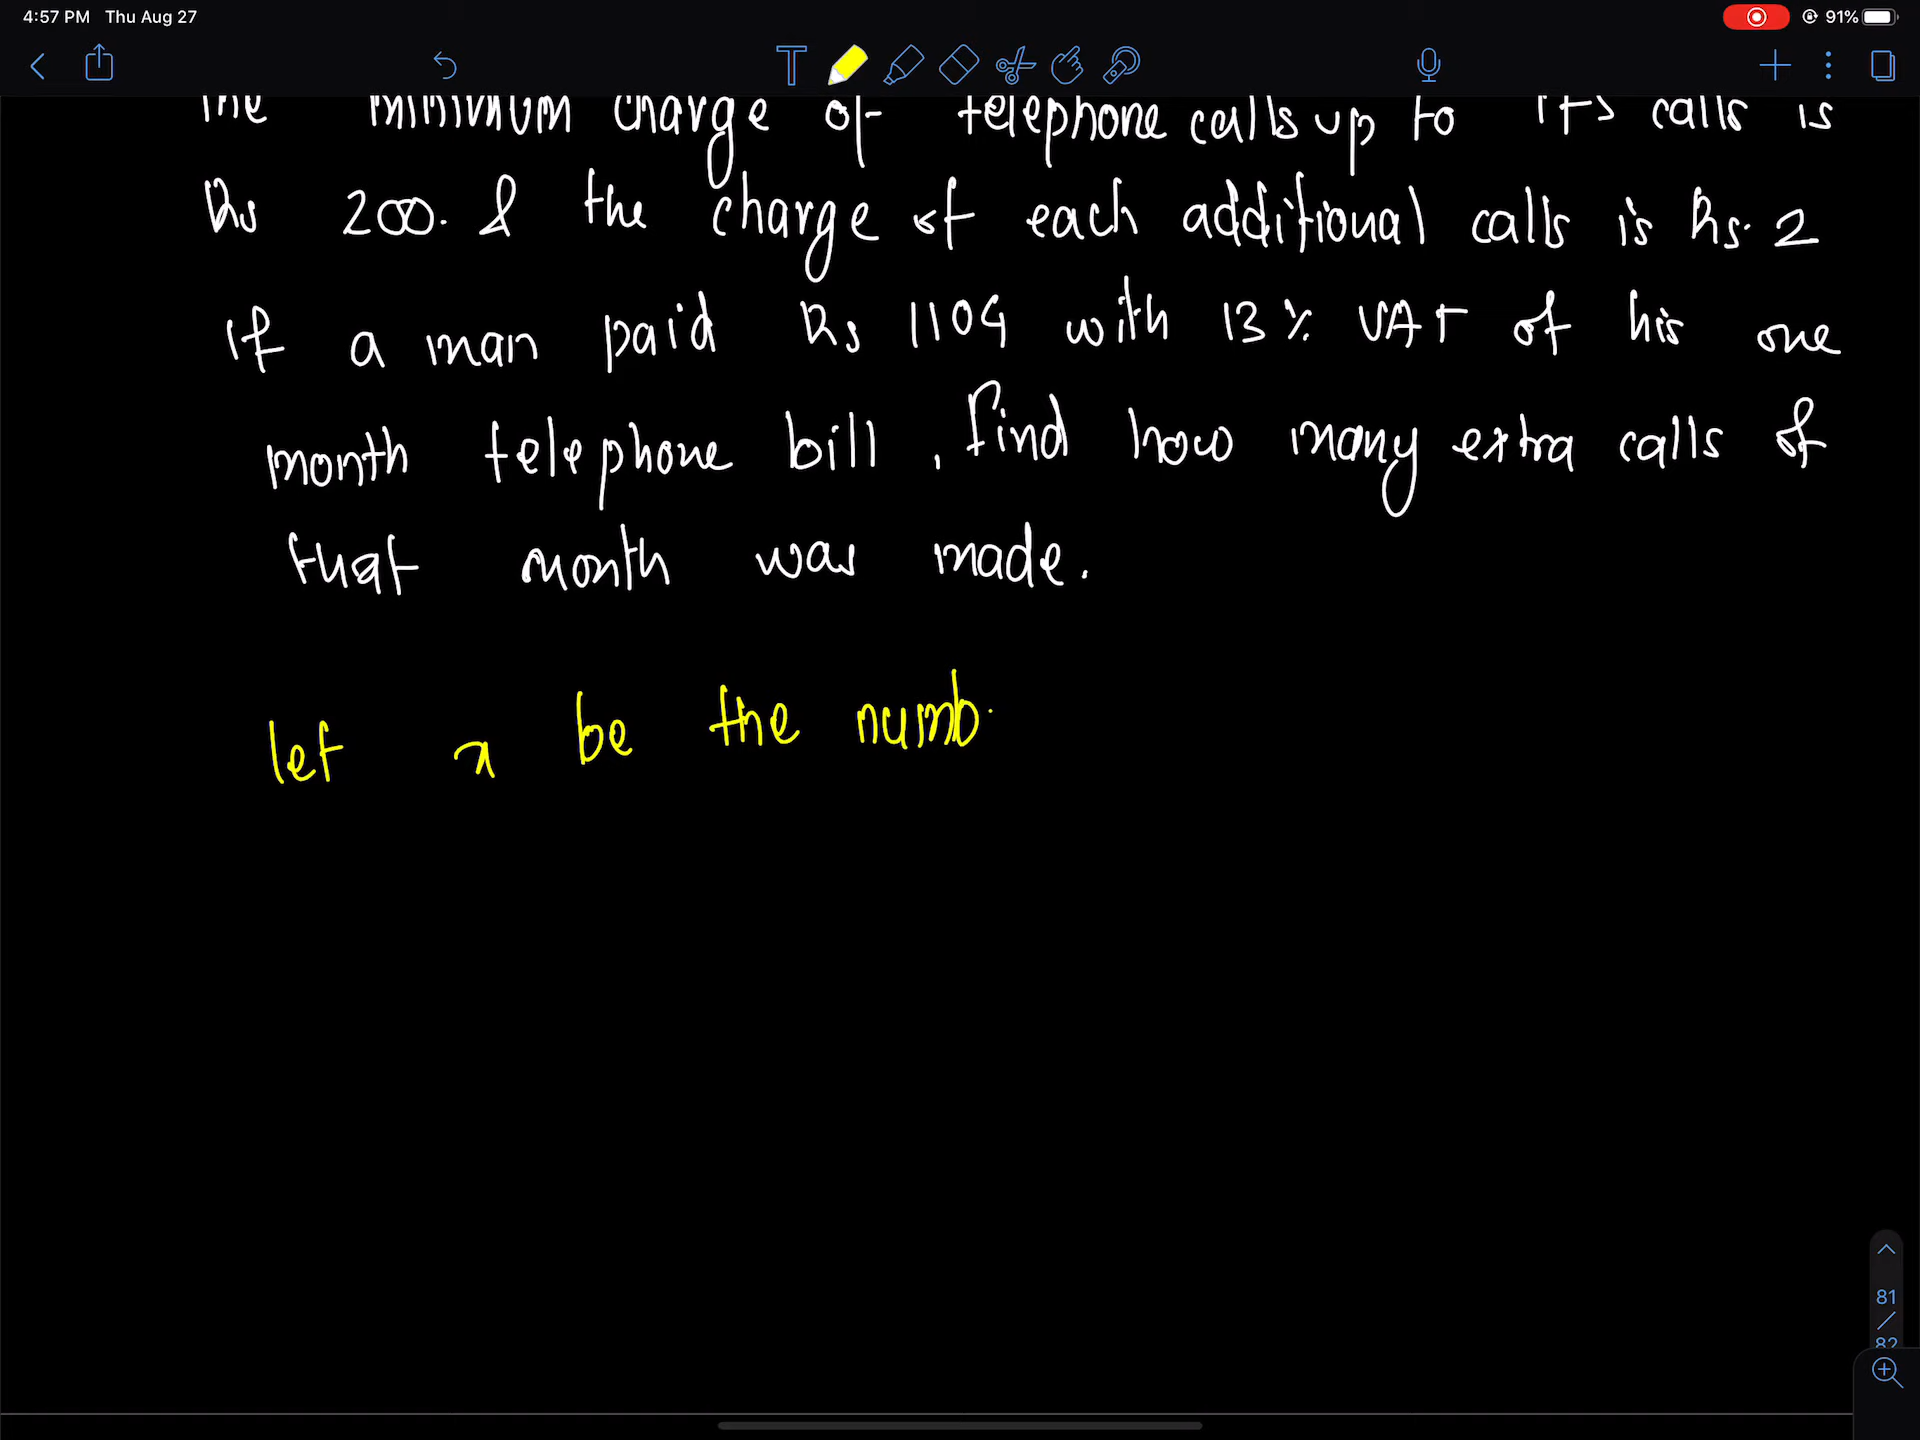 4:57 PM Thu Aug 27
91%
The minimum charge of telephone calls up to 175 calls is
Rs 200. & the charge of each additional calls is Rs. 2
If a man paid Rs 1104 with 13% VAT of his one
month telephone bill, find how many extra calls of
that month was made.
let x be the numb
81
/
82